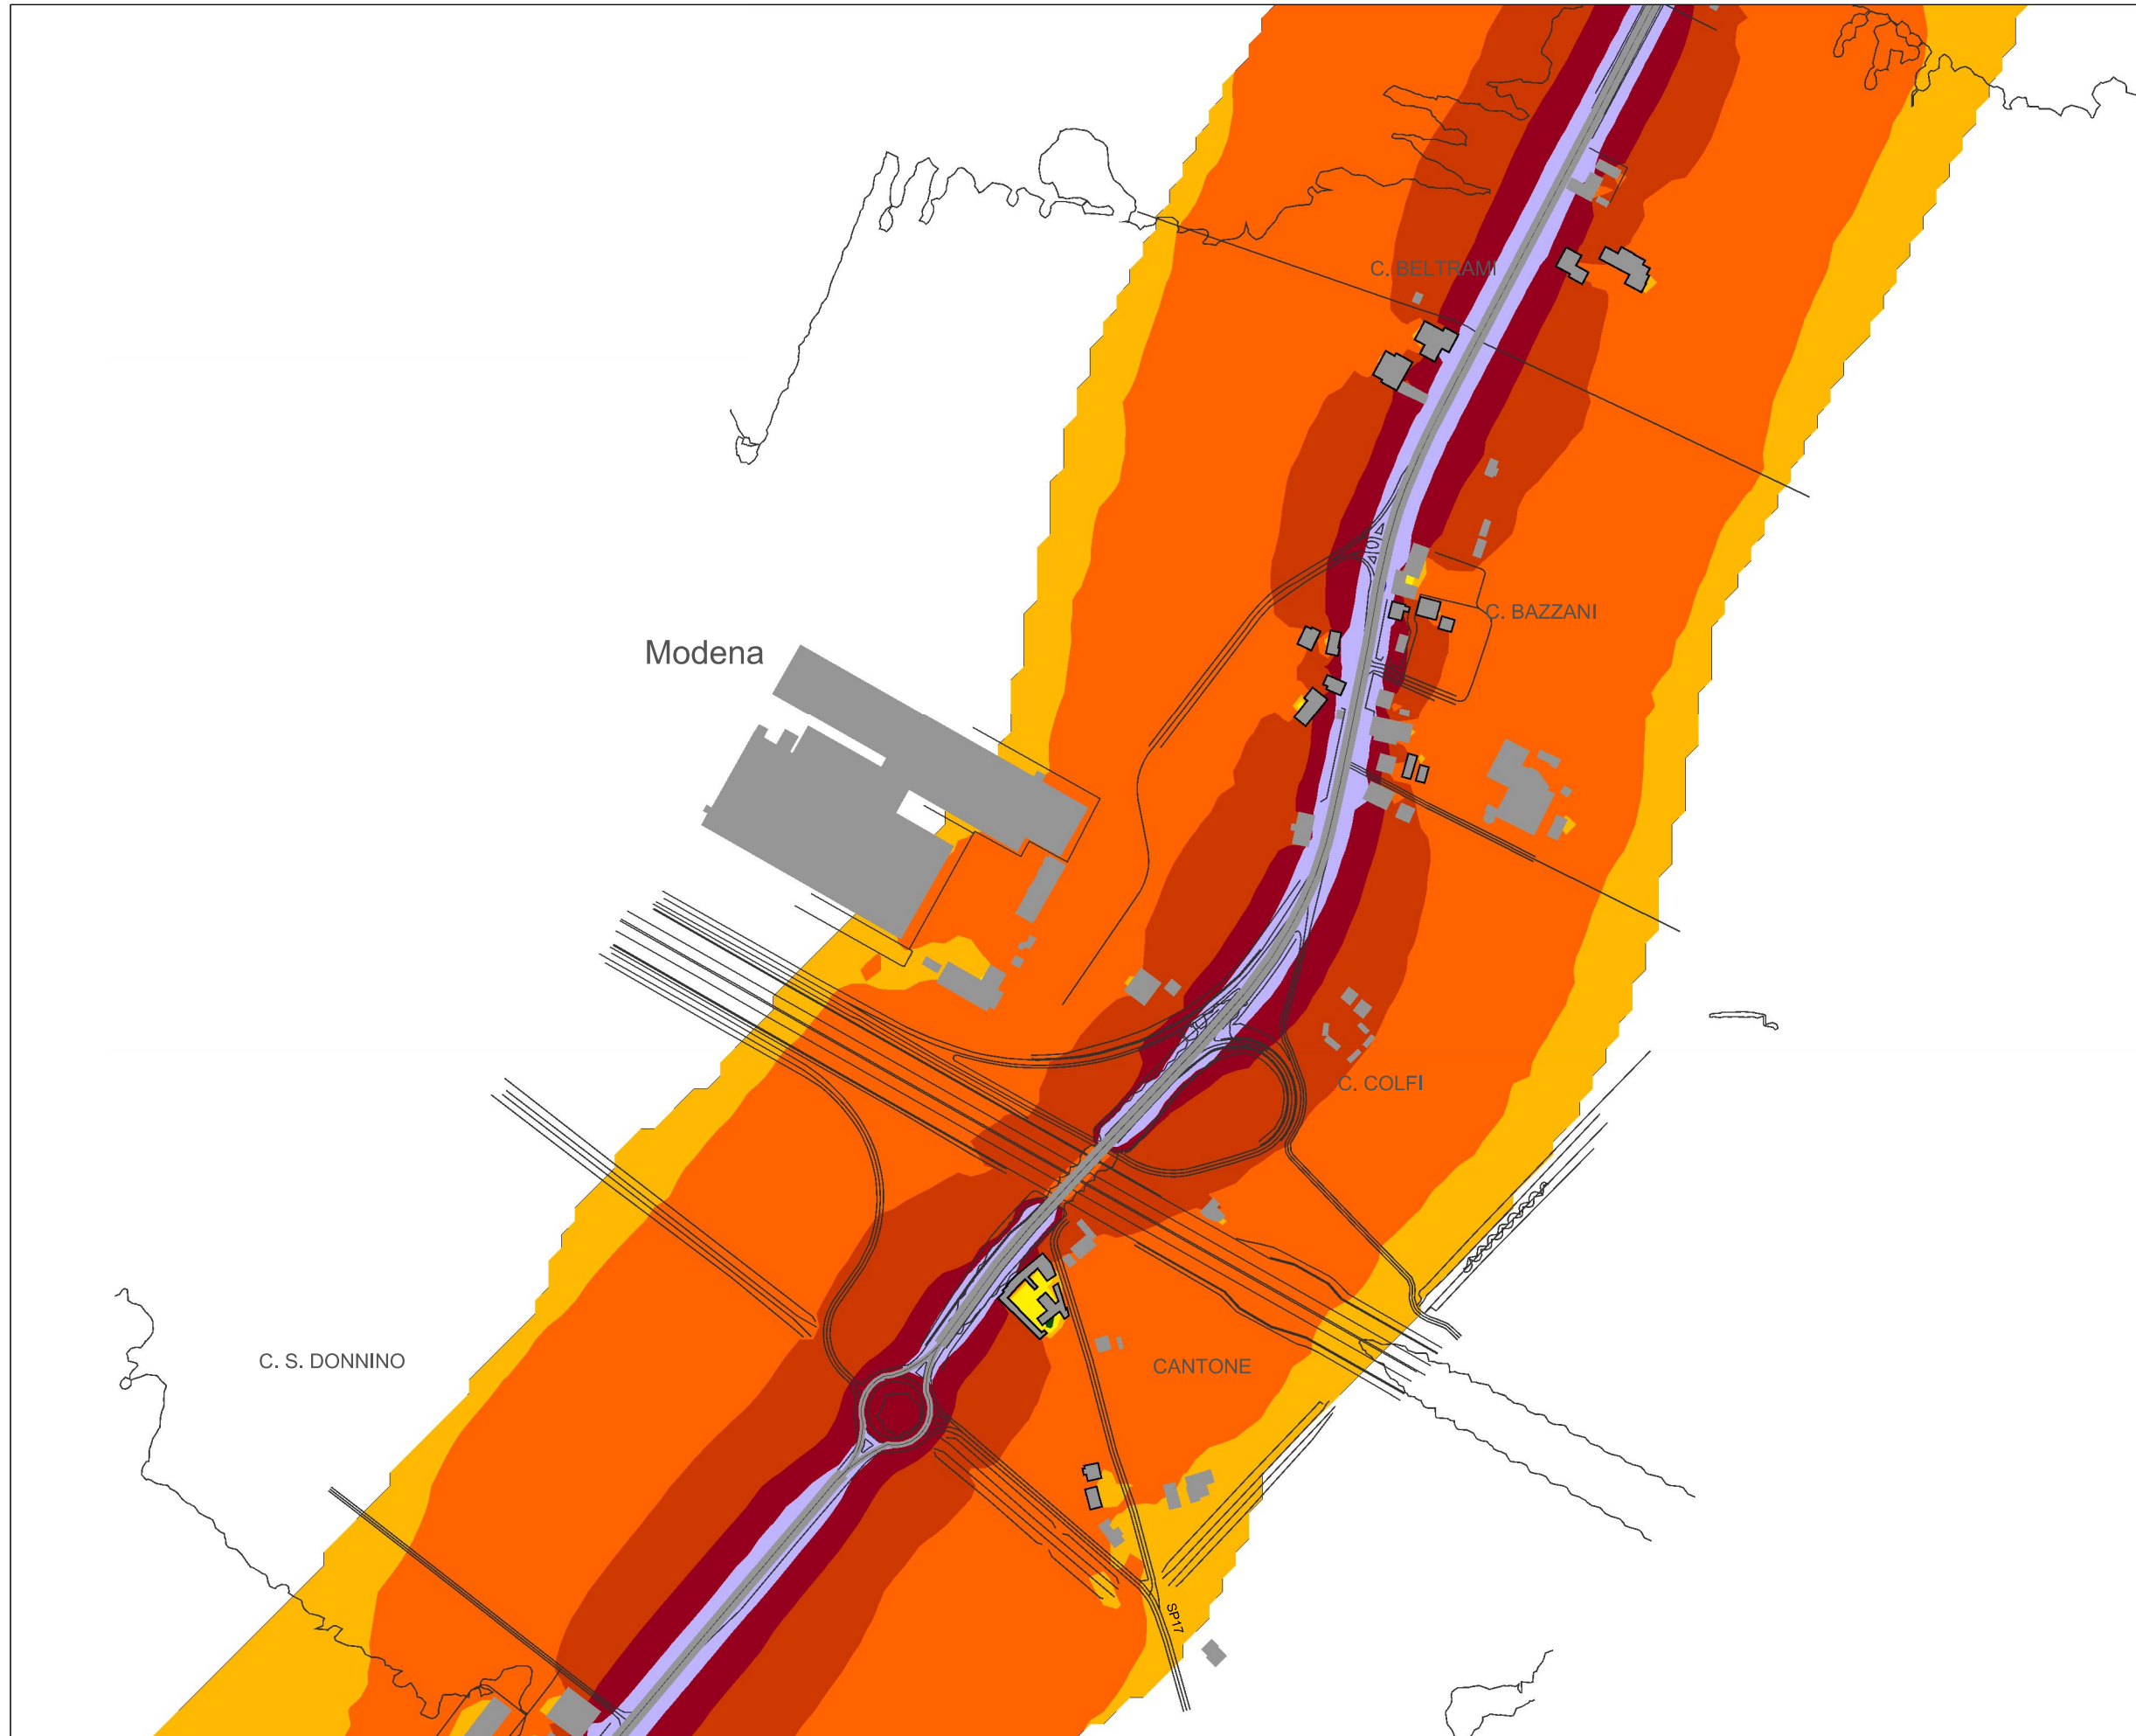 C. BELTRAMI
C. BAZZANI
Modena
C. COLFI
C. S. DONNINO
CANTONE
SP17